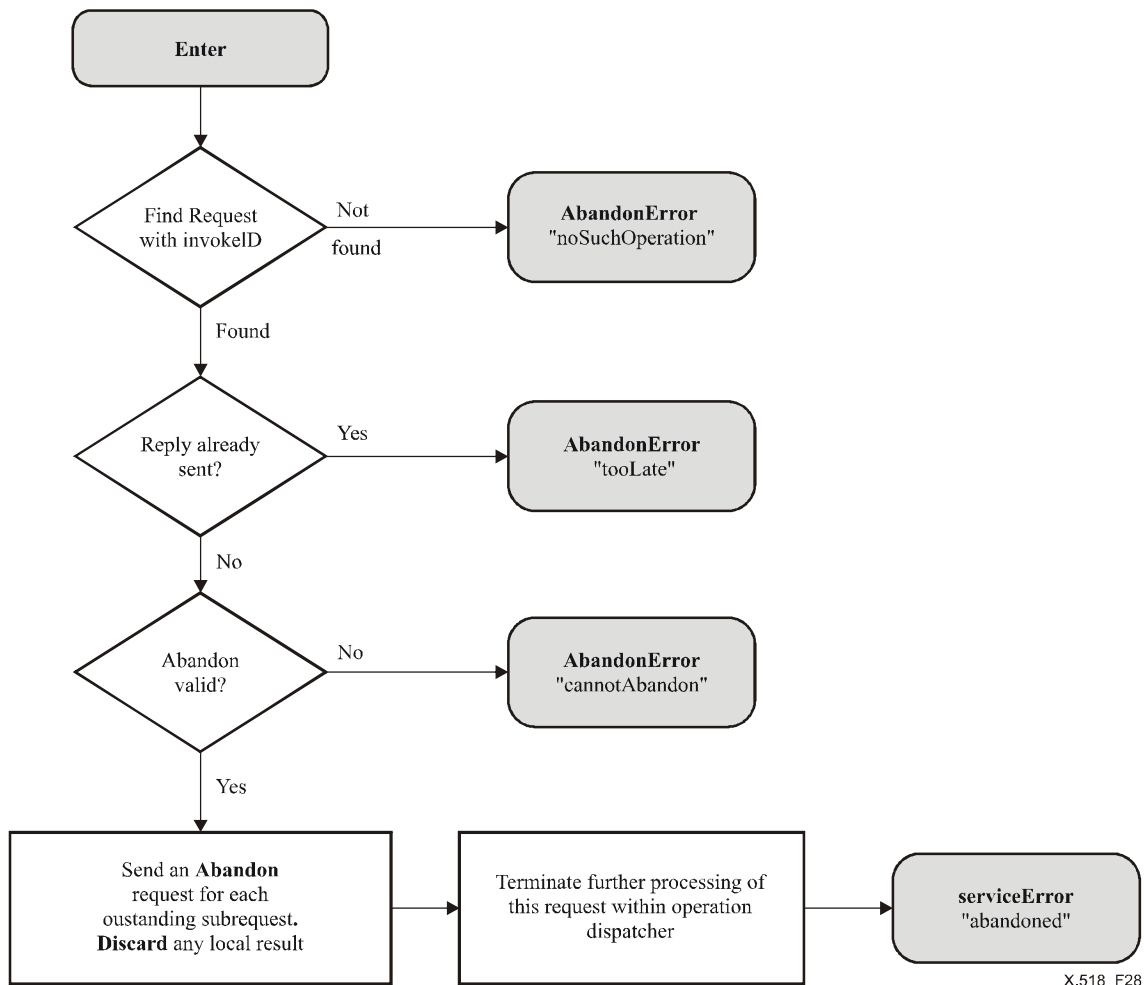 Enter
Find Request
with invokeID
Not
found
AbandonError
"noSuchOperation"
Found
Reply already
sent?
Yes
AbandonError
"tooLate"
No
Abandon
valid?
No
AbandonError
"cannotAbandon"
Yes
Send an Abandon
request for each
oustanding subrequest.
Discard any local result
Terminate further processing of
this request within operation
dispatcher
serviceError
"abandoned"
X.518_F28